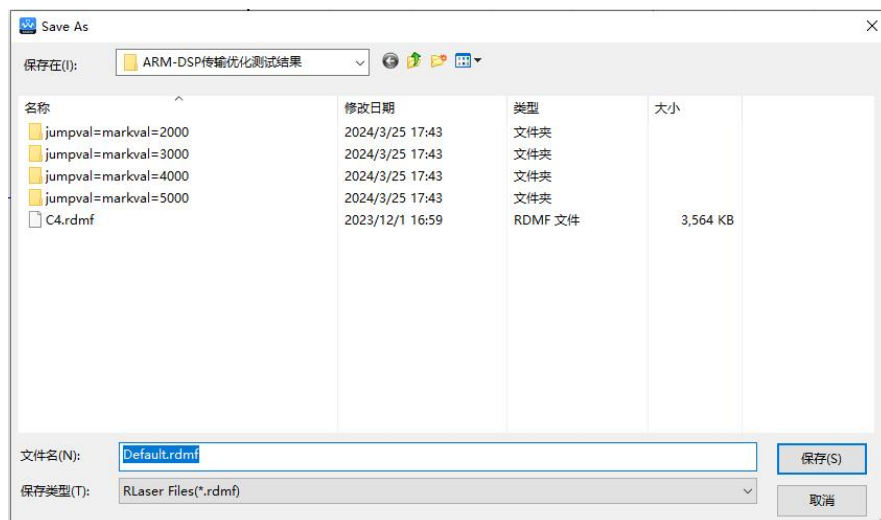 Save As
保存在(I): ARM-DSP传输优化测试结果
名称 修改日期 类型 大小
jumpval=markval=2000 2024/3/25 17:43 文件夹
jumpval=markval=3000 2024/3/25 17:43 文件夹
jumpval=markval=4000 2024/3/25 17:43 文件夹
jumpval=markval=5000 2024/3/25 17:43 文件夹
C4.rdmf 2023/12/1 16:59 RDMF 文件 3,564 KB
文件名(N): Default.rdmf 保存(S)
保存类型(T): RLaser Files(*.rdmf) 取消